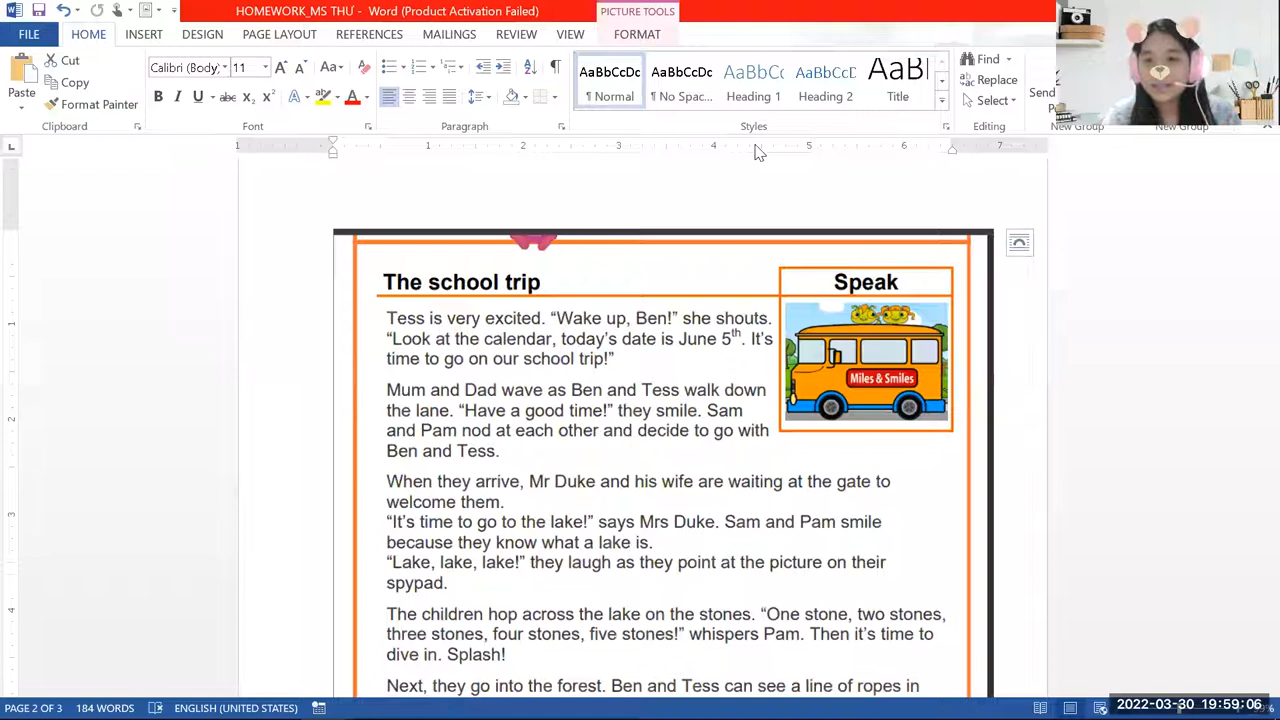 HOMEWORK_MS THƯ - Word (Product Activation Failed)
PICTURE TOOLS
FILE
HOME
INSERT
DESIGN
PAGE LAYOUT
REFERENCES
MAILINGS
REVIEW
VIEW
FORMAT
Paste
Cut
Copy
Format Painter
Clipboard
Calibri (Body)
11
Font
Paragraph
AaBbCcDc
¶ Normal
AaBbCcDc
¶ No Spac...
AaBbCc
Heading 1
AaBbCcD
Heading 2
AaBb
Title
Styles
Find
Replace
Select
Editing
Send
New Group
New Group
1 1 2 3 4 5 6 7
The school trip
Speak
Miles & Smiles
Tess is very excited. “Wake up, Ben!” she shouts.
“Look at the calendar, today’s date is June 5th. It’s
time to go on our school trip!”
Mum and Dad wave as Ben and Tess walk down
the lane. “Have a good time!” they smile. Sam
and Pam nod at each other and decide to go with
Ben and Tess.
When they arrive, Mr Duke and his wife are waiting at the gate to
welcome them.
“It’s time to go to the lake!” says Mrs Duke. Sam and Pam smile
because they know what a lake is.
“Lake, lake, lake!” they laugh as they point at the picture on their
spypad.
The children hop across the lake on the stones. “One stone, two stones,
three stones, four stones, five stones!” whispers Pam. Then it’s time to
dive in. Splash!
Next, they go into the forest. Ben and Tess can see a line of ropes in
PAGE 2 OF 3
184 WORDS
ENGLISH (UNITED STATES)
2022-03-30 19:59:06